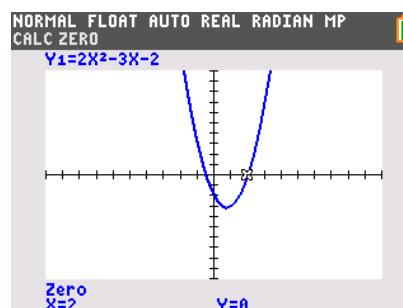 NORMAL FLOAT AUTO REAL RADIAN MP
CALC ZERO
Y1=2X²-3X-2
Zero
X=2 Y=0